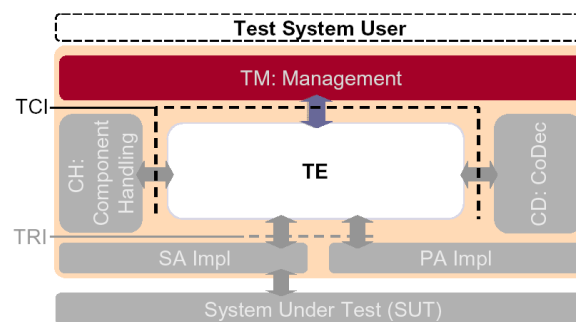 Test System User
TM: Management
TCI
CH:
Component
Handling
TE
CD: CoDec
TRI
SA Impl
PA Impl
System Under Test (SUT)